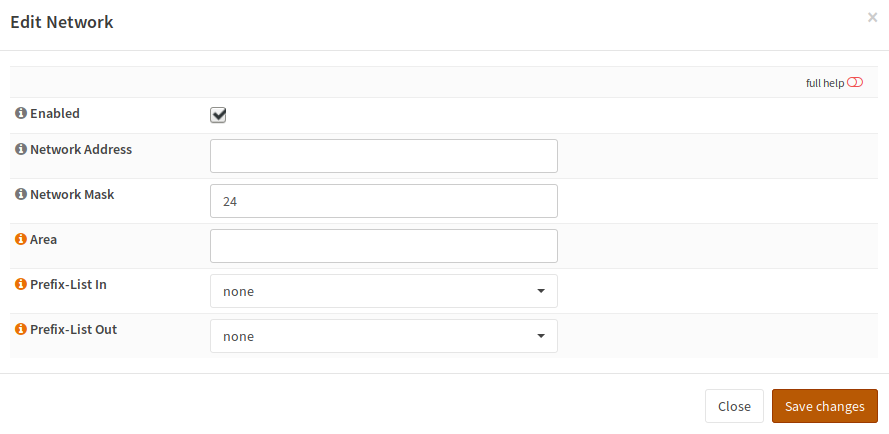 Edit Network
×
full help
Enabled
Network Address
Network Mask
24
Area
Prefix-List In
none
Prefix-List Out
none
Close
Save changes